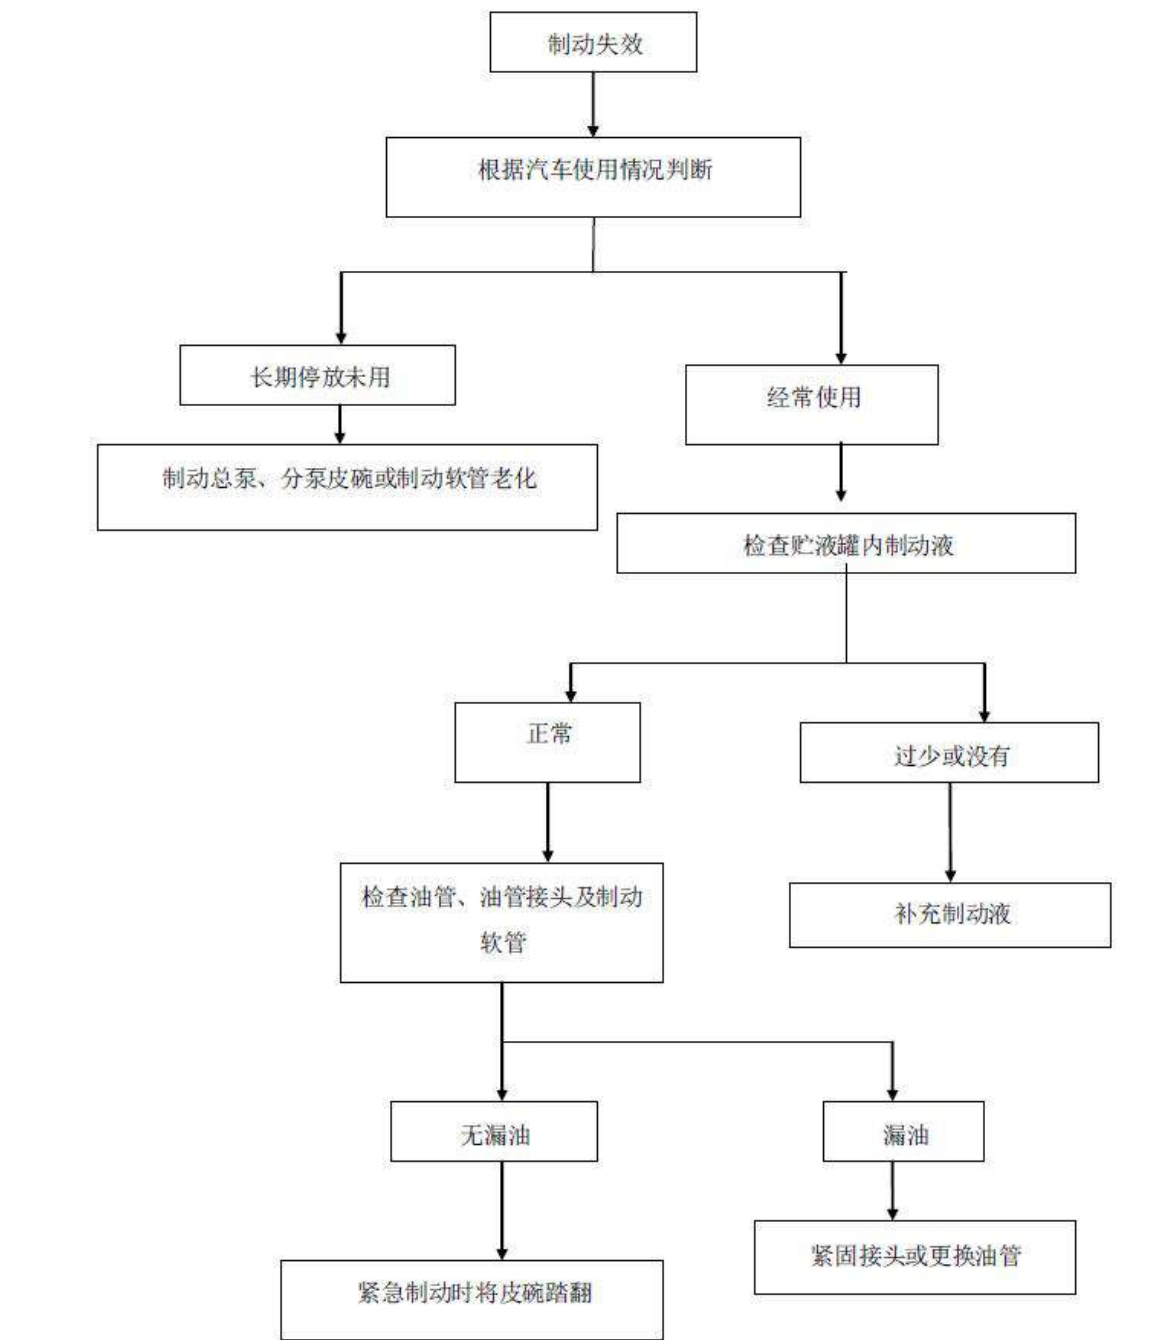 制动失效
根据汽车使用情况判断
长期停放未用
经常使用
制动总泵、分泵皮碗或制动软管老化
检查贮液罐内制动液
正常
过少或没有
检查油管、油管接头及制动
软管
补充制动液
无漏油
漏油
紧固接头或更换油管
紧急制动时将皮碗踏翻